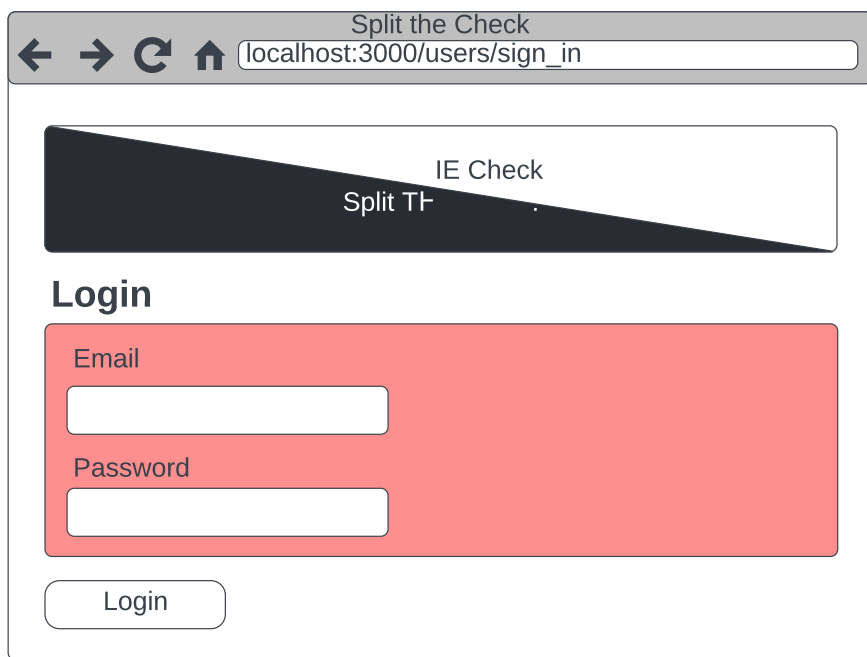 Split the Check
localhost:3000/users/sign_in
IE Check
Split Th
Login
Email
Password
Login